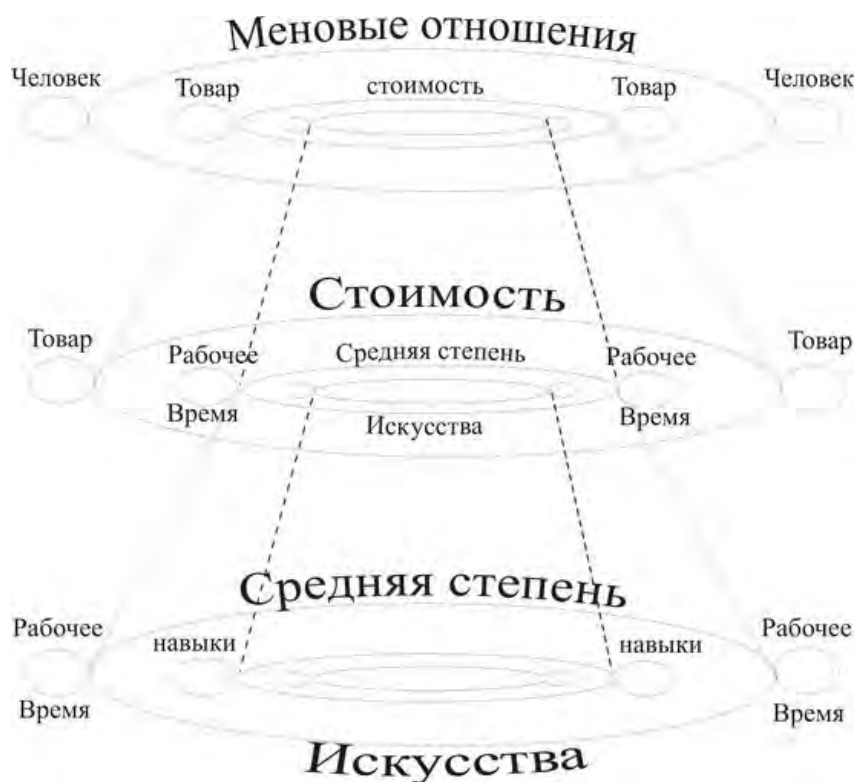 Меновые отношения
Человек Товар стоимость Товар Человек
Стоимость
Товар Рабочее Средняя степень Рабочее Товар
Время Искусства Время
Средняя степень
Рабочее навыки навыки Рабочее
Время Время
Искусства